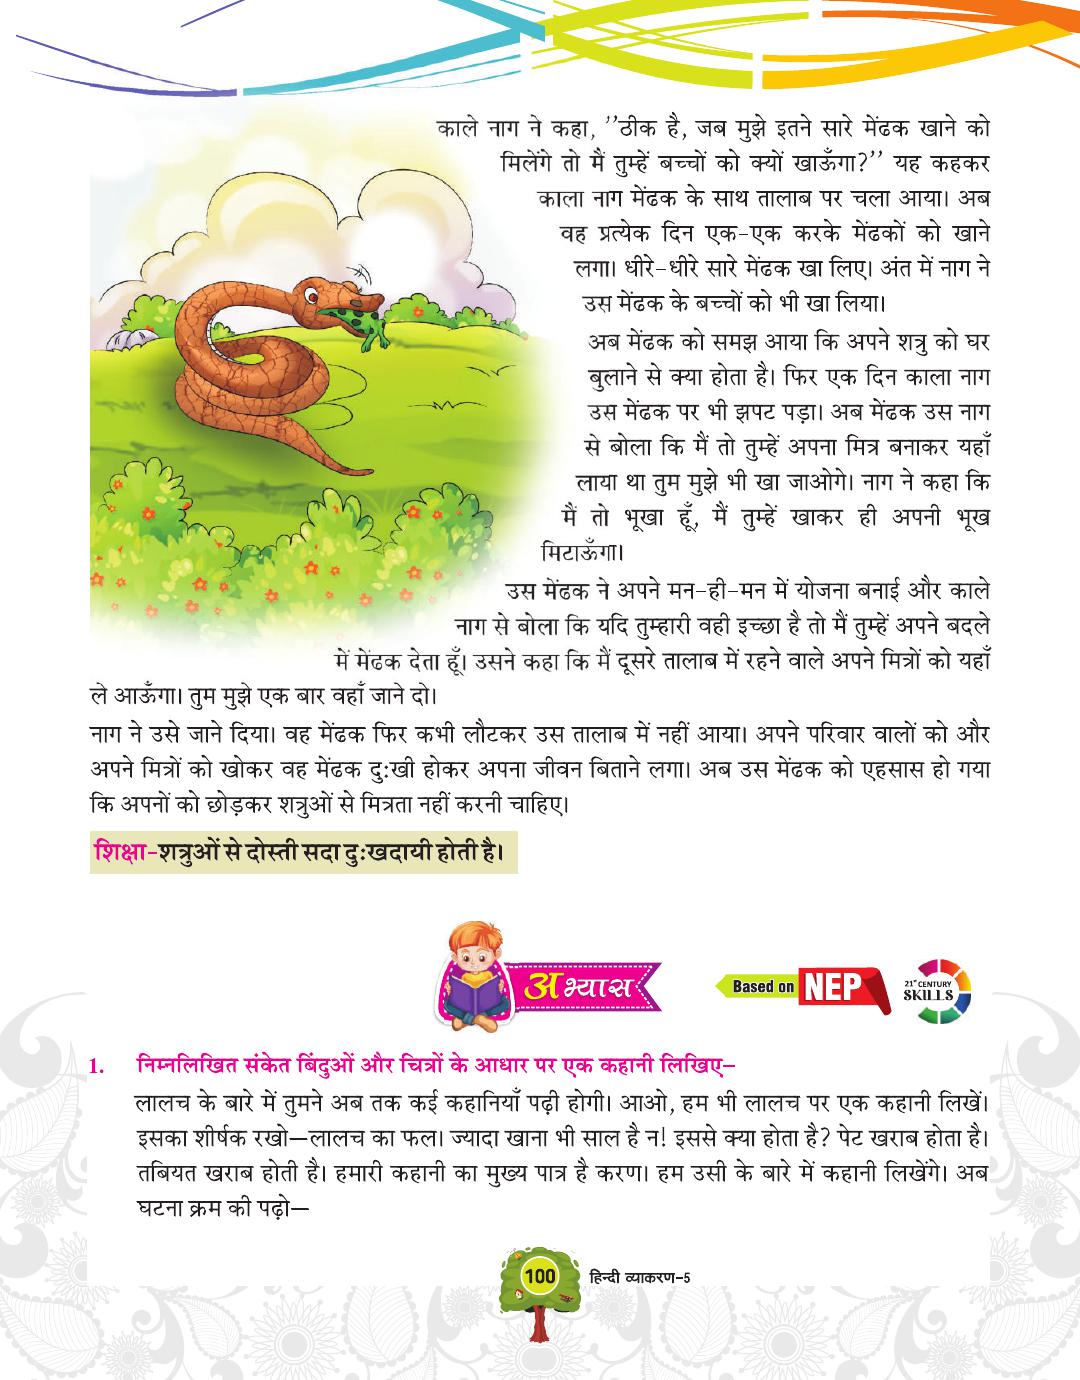 काले नाग ने कहा, ’’ठीक है, जब मुझे इतने सारे मेंढक खाने को
मिलेंगे तो मैं तुम्हें बच्चों को क्यों खाऊँगा?’’ यह कहकर
काला नाग मेंढक के साथ तालाब पर चला आया। अब
वह प्रत्येक दिन एक-एक करके मेंढकों को खाने
लगा। धीरे-धीरे सारे मेंढक खा लिए। अंत में नाग ने
उस मेंढक के बच्चों को भी खा लिया।
अब मेंढक को समझ आया कि अपने शत्रु को घर
बुलाने से क्या होता है। फिर एक दिन काला नाग
उस मेंढक पर भी झपट पड़ा। अब मेंढक उस नाग
से बोला कि मैं तो तुम्हें अपना मित्र बनाकर यहाँ
लाया था तुम मुझे भी खा जाओगे। नाग ने कहा कि
मैं तो भूखा हूँ, मैं तुम्हें खाकर ही अपनी भूख
मिटाऊँगा।
उस मेंढक ने अपने मन-ही-मन में योजना बनाई और काले
नाग से बोला कि यदि तुम्हारी वही इच्छा है तो मैं तुम्हें अपने बदले
में मेंढक देता हूँ। उसने कहा कि मैं दूसरे तालाब में रहने वाले अपने मित्रों को यहाँ
ले आऊँगा। तुम मुझे एक बार वहाँ जाने दो।
नाग ने उसे जाने दिया। वह मेंढक फिर कभी लौटकर उस तालाब में नहीं आया। अपने परिवार वालों को और
अपने मित्रों को खोकर वह मेंढक दुःखी होकर अपना जीवन बिताने लगा। अब उस मेंढक को एहसास हो गया
कि अपनों को छोड़कर शत्रुओं से मित्रता नहीं करनी चाहिए।
शिक्षा-शत्रुओं से दोस्ती सदा दुःखदायी होती है।
अभ्यास
Based on NEP
21st CENTURY
SKILLS
1. निम्नलिखित संकेत बिंदुओं और चित्रों के आधार पर एक कहानी लिखिए–
लालच के बारे में तुमने अब तक कई कहानियाँ पढ़ी होगी। आओ, हम भी लालच पर एक कहानी लिखें।
इसका शीर्षक रखो—लालच का फल। ज्यादा खाना भी साल है न! इससे क्या होता है? पेट खराब होता है।
तबियत खराब होती है। हमारी कहानी का मुख्य पात्र है करण। हम उसी के बारे में कहानी लिखेंगे। अब
घटना क्रम की पढ़ो—
100 हिन्दी व्याकरण-5